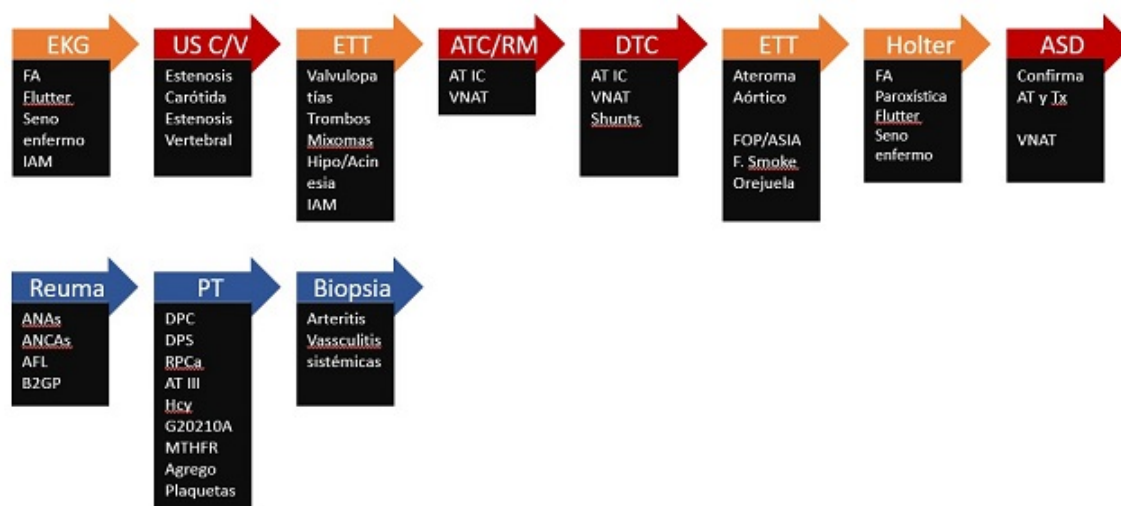 EKG
FA
Flutter
Seno
enfermo
IAM
US C/V
Estenosis
Carótida
Estenosis
Vertebral
ETT
Valvulopa
tías
Trombos
Mixomas
Hipo/Acin
esia
IAM
ATC/RM
AT IC
VNAT
DTC
AT IC
VNAT
Shunts
ETT
Ateroma
Aórtico
FOP/ASIA
F. Smoke
Orejuela
Holter
FA
Paroxística
Flutter
Seno
enfermo
ASD
Confirma
AT y Tx
VNAT
Reuma
ANAs
ANCAs
AFL
B2GP
PT
DPC
DPS
RPCa
AT III
Hcy
G20210A
MTHFR
Agrego
Plaquetas
Biopsia
Arteritis
Vassculitis
sistémicas